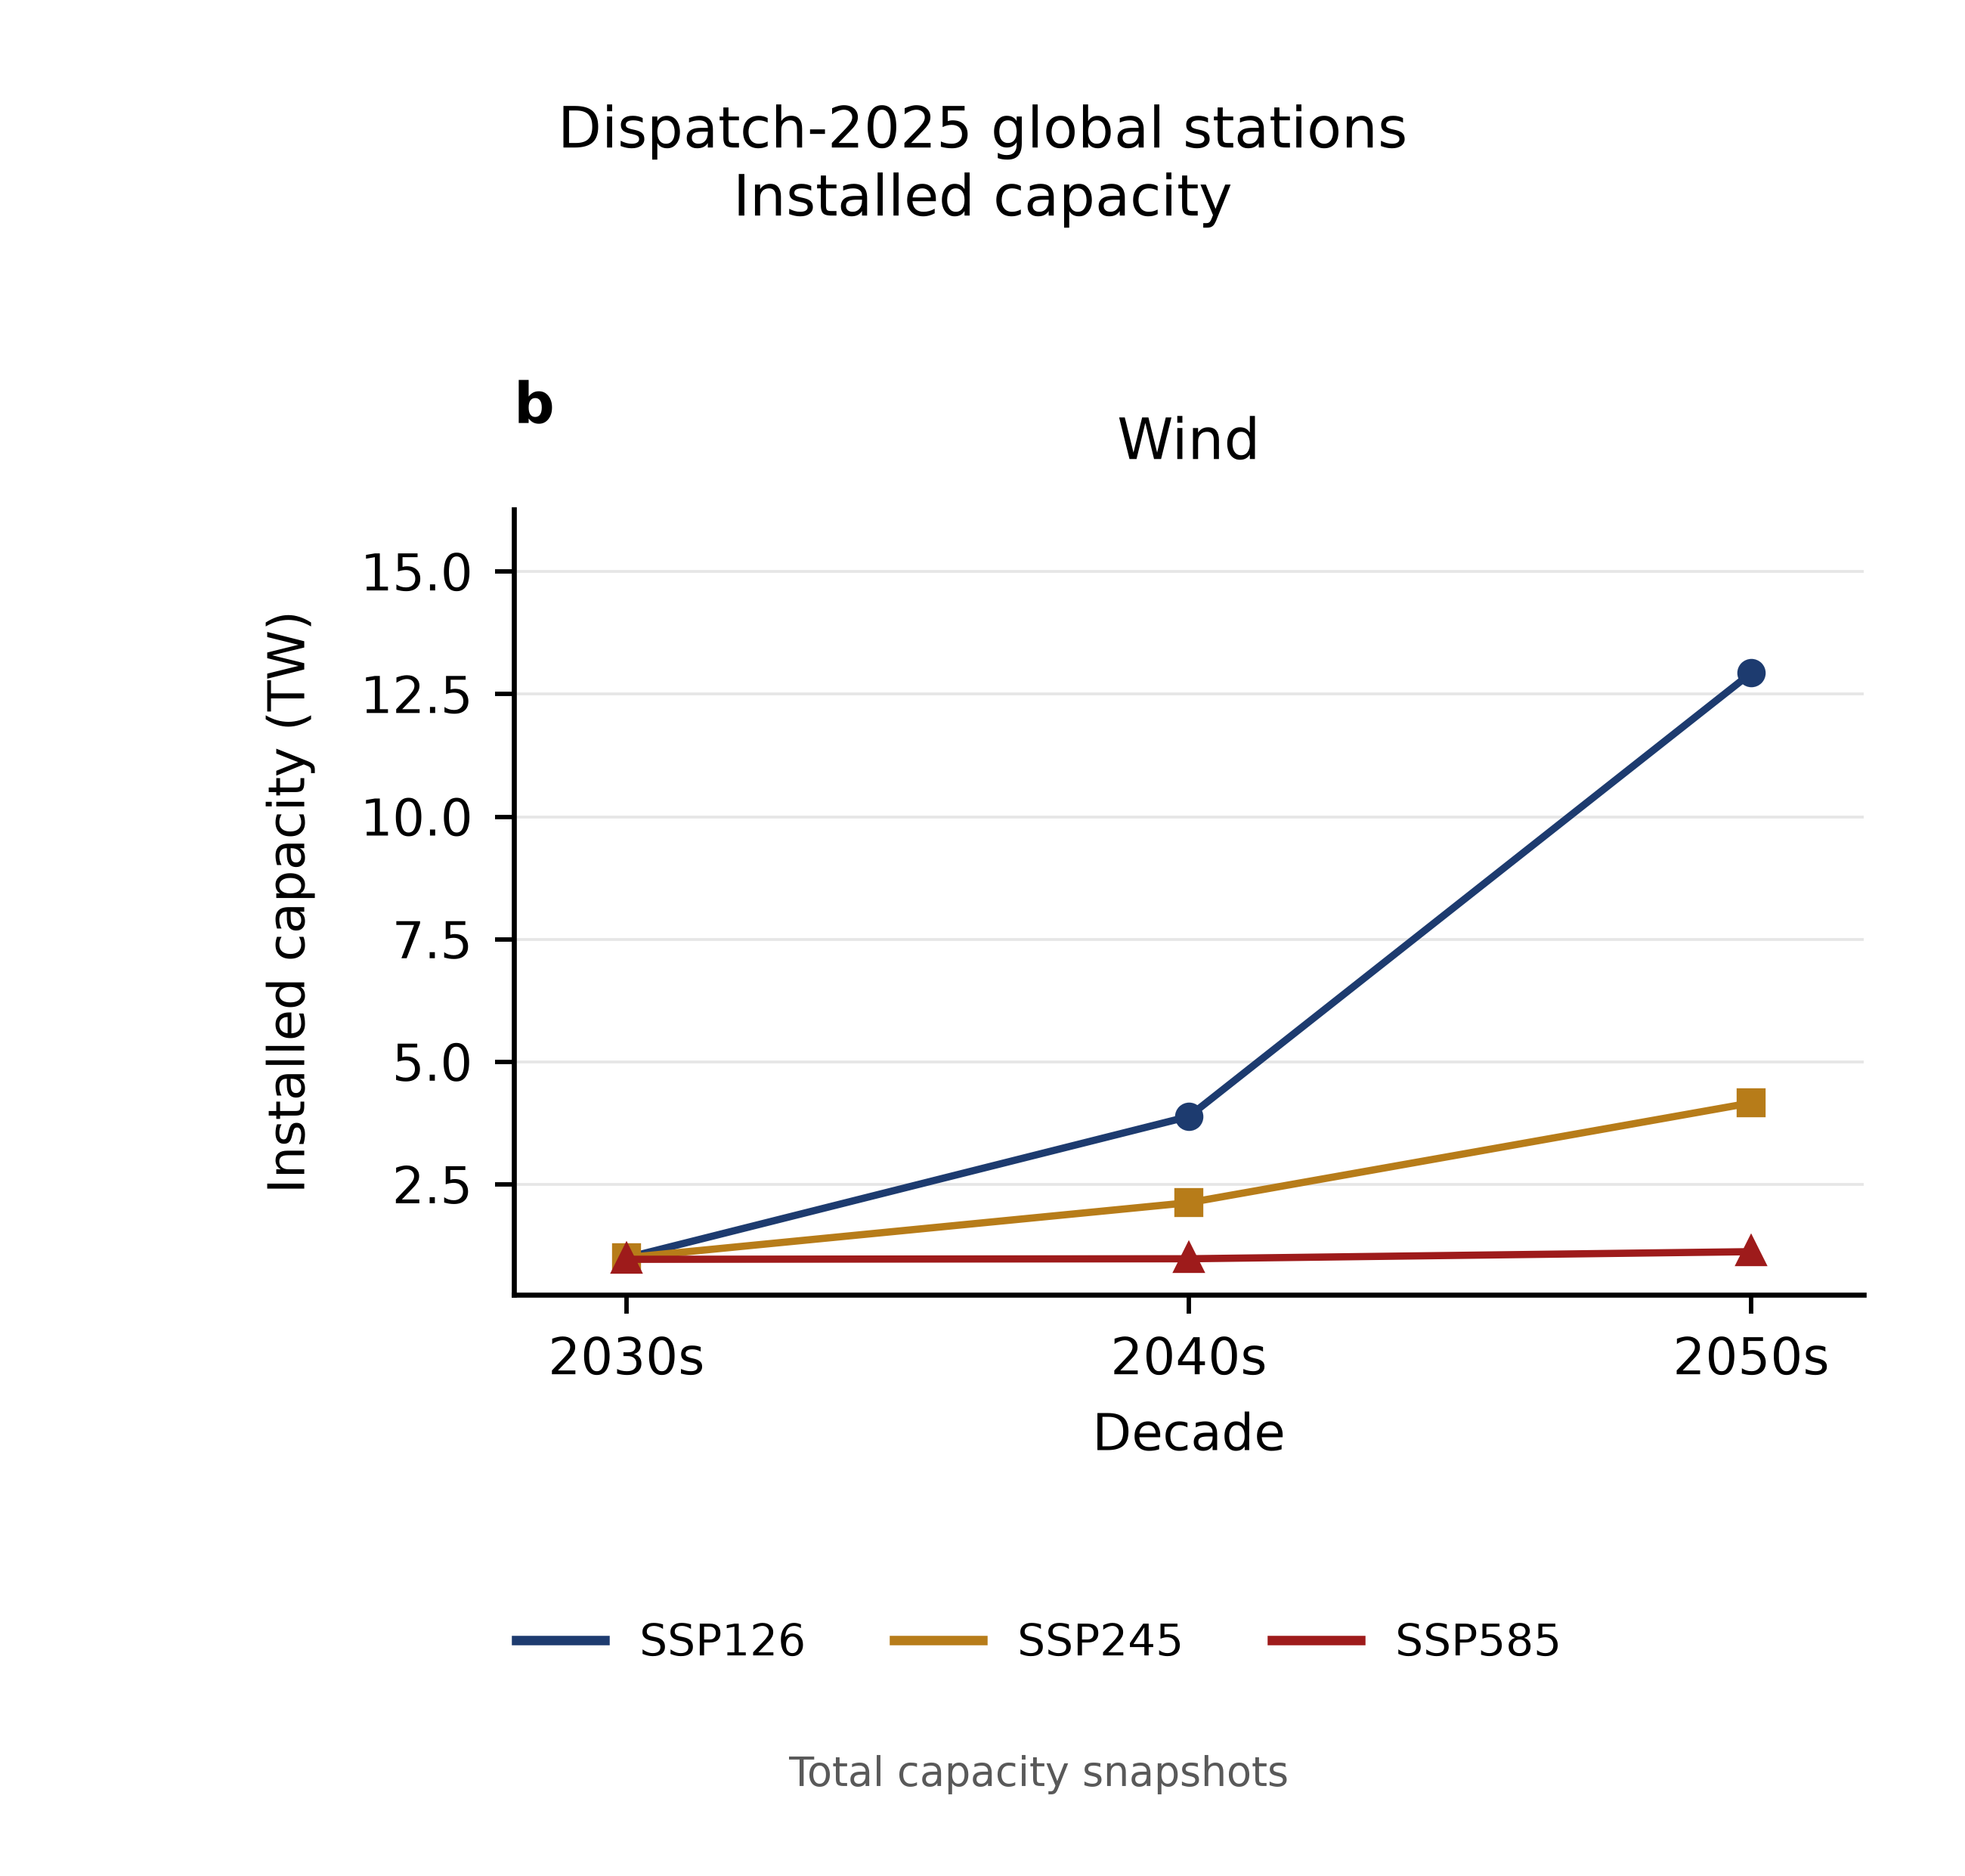 Dispatch-2025 global stations
Installed capacity
b
Wind
Installed capacity (TW)
15.0
12.5
10.0
7.5
5.0
2.5
2030s 2040s 2050s
Decade
SSP126 SSP245 SSP585
Total capacity snapshots